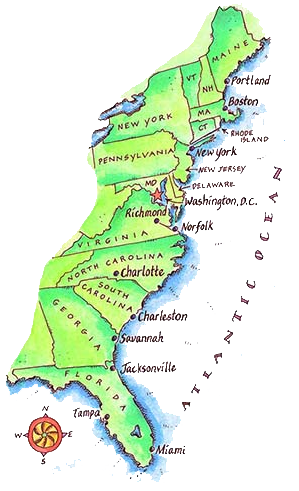 MAINE
VT
NH
Portland
Boston
MA
CT
RHODE
ISLAND
NEW YORK
New York
PENNSYLVANIA
NEW JERSEY
MD
DELAWARE
Washington, D.C.
Richmond
Norfolk
VIRGINIA
NORTH CAROLINA
Charlotte
SOUTH
CAROLINA
Charleston
GEORGIA
Savannah
Jacksonville
FLORIDA
Tampa
Miami
ATLANTIC OCEAN
N
W E
S